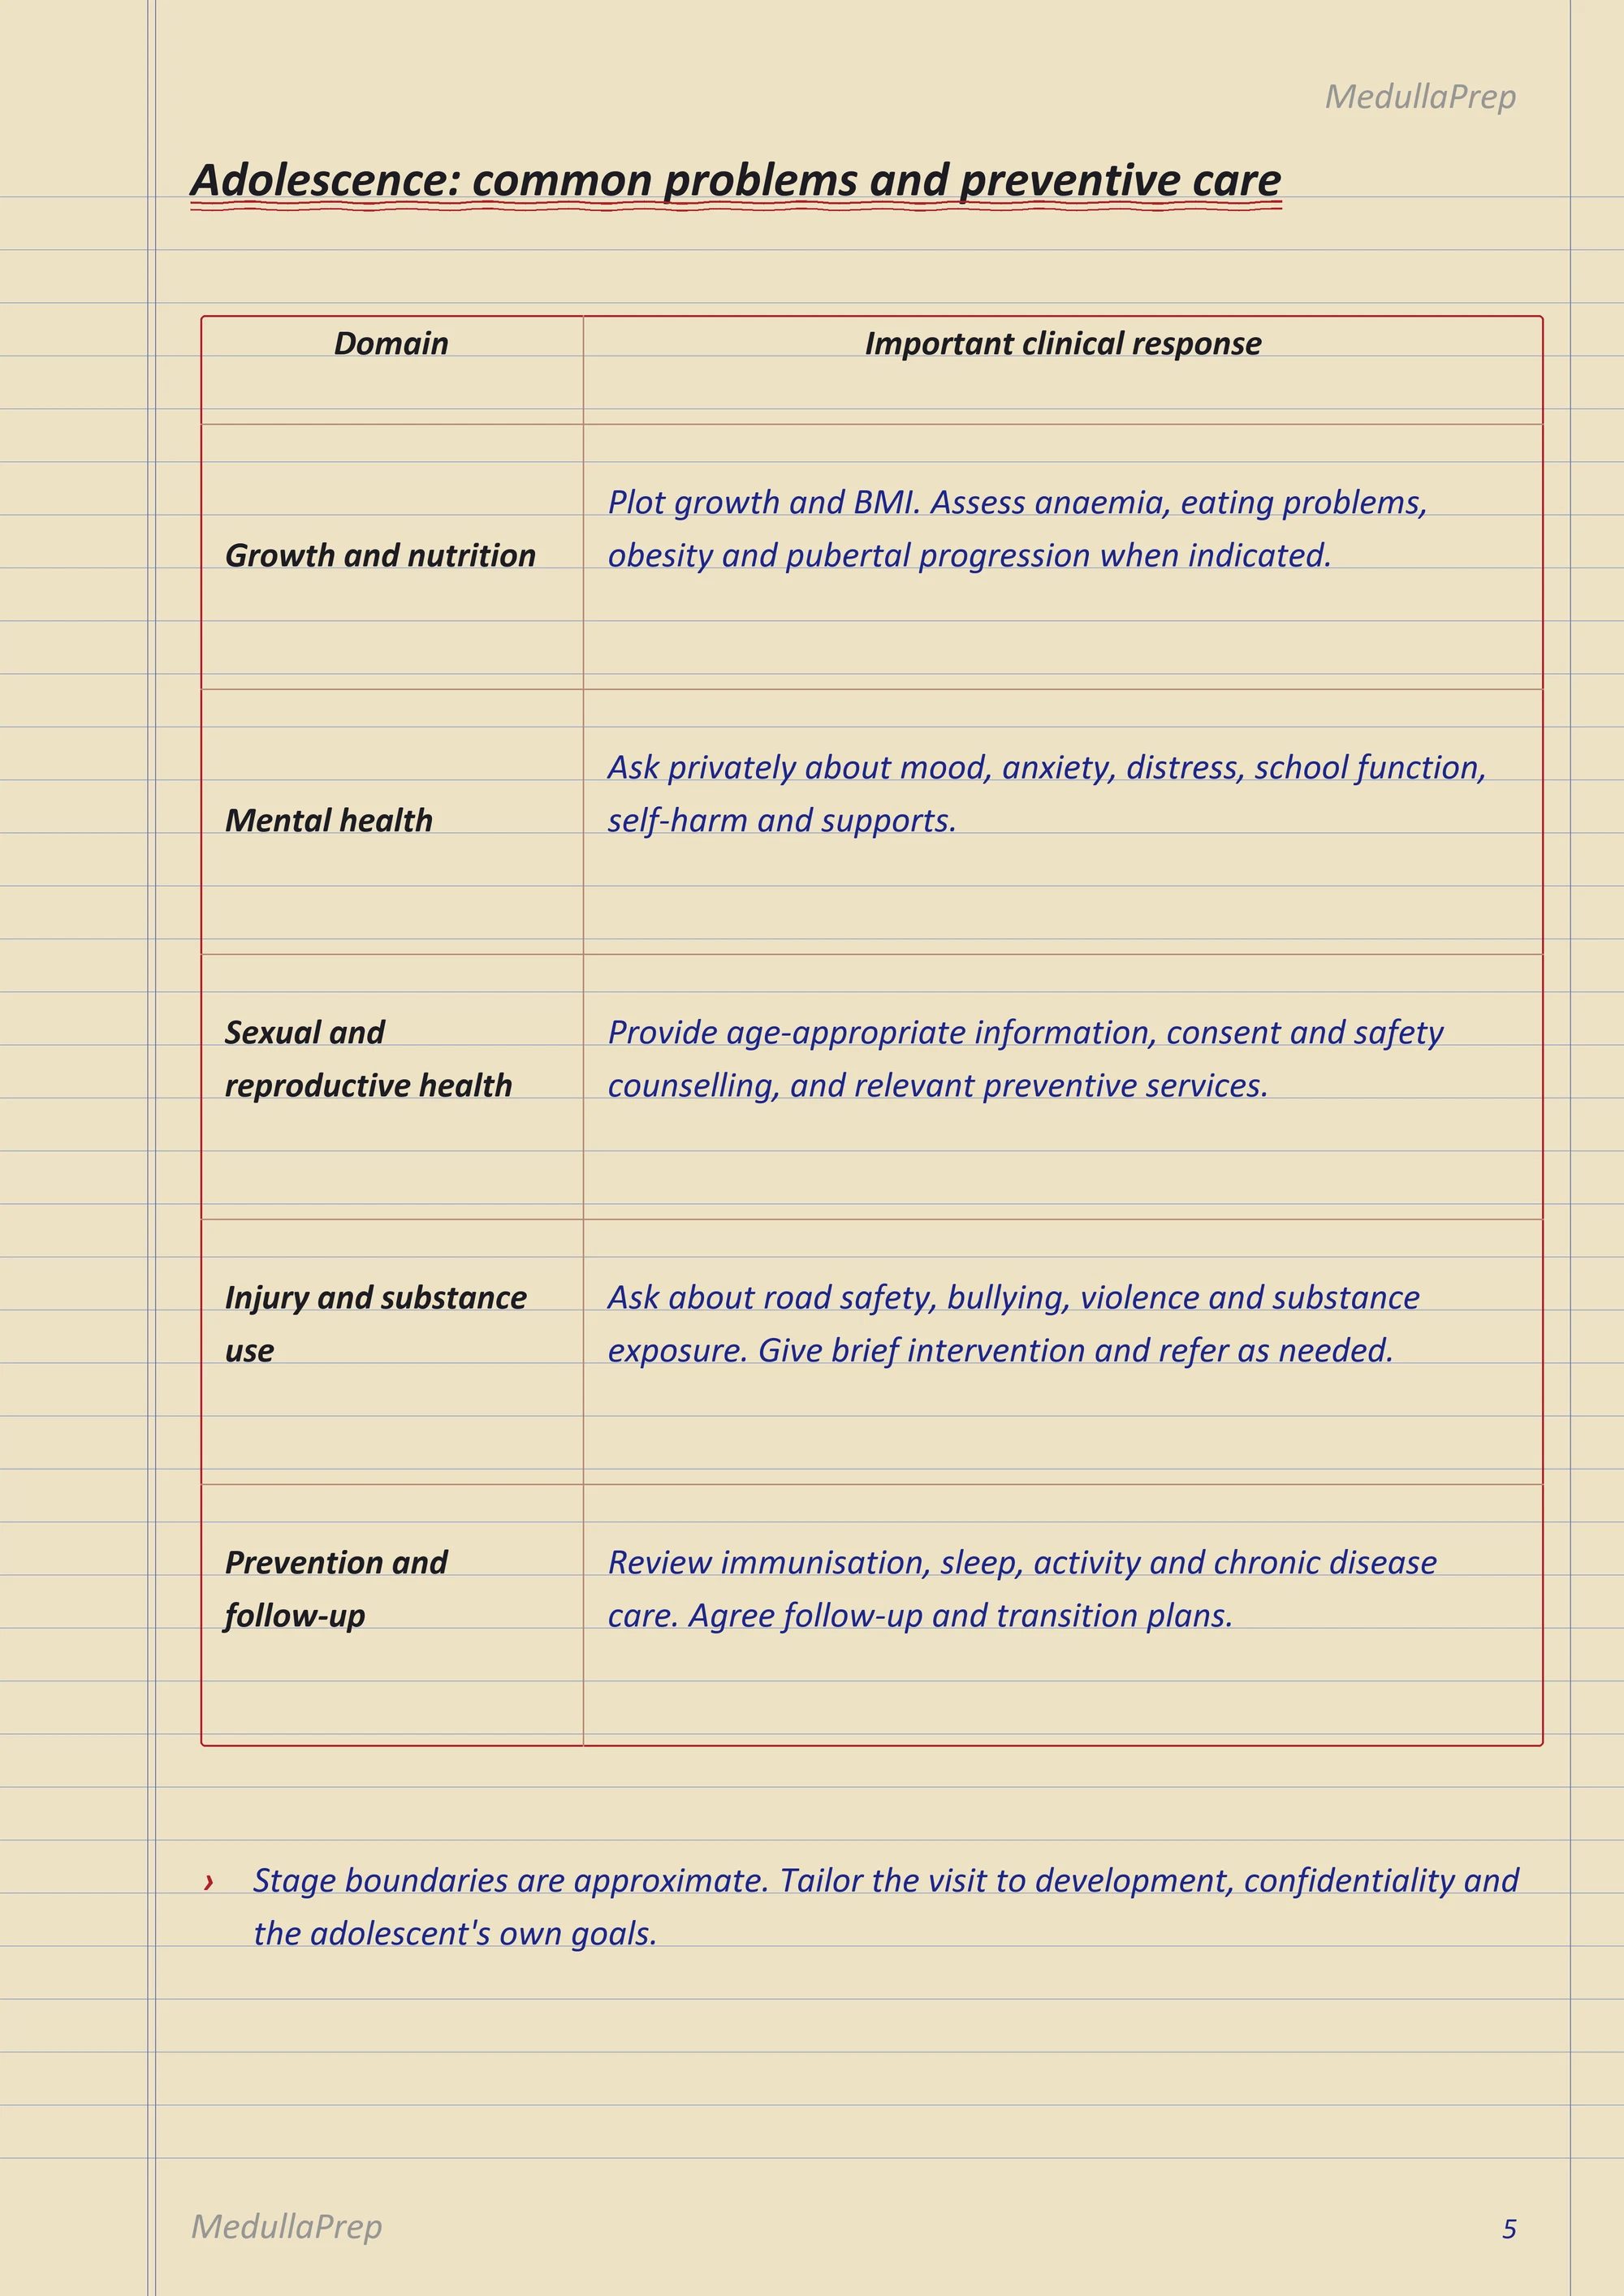 MedullaPrep
Adolescence: common problems and preventive care
Domain
Important clinical response
Growth and nutrition
Plot growth and BMI. Assess anaemia, eating problems,
obesity and pubertal progression when indicated.
Mental health
Ask privately about mood, anxiety, distress, school function,
self-harm and supports.
Sexual and
reproductive health
Provide age-appropriate information, consent and safety
counselling, and relevant preventive services.
Injury and substance
use
Ask about road safety, bullying, violence and substance
exposure. Give brief intervention and refer as needed.
Prevention and
follow-up
Review immunisation, sleep, activity and chronic disease
care. Agree follow-up and transition plans.
› Stage boundaries are approximate. Tailor the visit to development, confidentiality and
the adolescent's own goals.
MedullaPrep
5